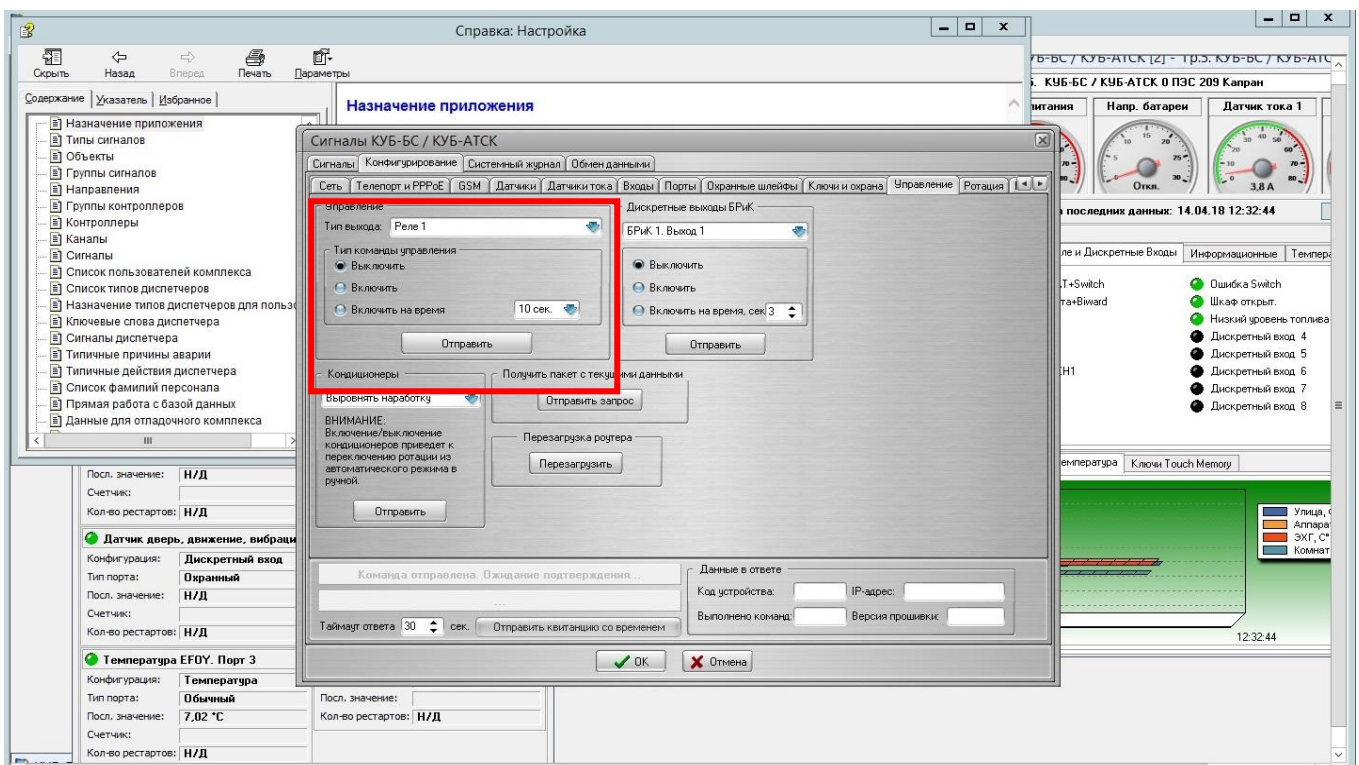 Справка: Настройка
Скрыть Назад Вперед Печать Параметры
Содержание Указатель Избранное
Назначение приложения
Назначение приложения
Типы сигналов
Объекты
Группы сигналов
Направления
Группы контроллеров
Контроллеры
Каналы
Сигналы
Список пользователей комплекса
Список типов диспетчеров
Назначение типов диспетчеров для
Ключевые слова диспетчера
Сигналы диспетчера
Типичные причины аварии
Типичные действия диспетчера
Список фамилий персонала
Прямая работа с базой данных
Данные для отладочного комплекса
Сигналы КУБ-БС / КУБ-АТСК
Сигналы Конфигурирование Системный журнал Обмен данными
Сеть Телепорт и PPPoE GSM Датчики Датчики тока Входы Порты Охранные шлейфы Ключи и охрана Управление Ротация
Управление
Тип выхода: Реле 1
Тип команды управления
Выключить
Включить
Включить на время 10 сек.
Отправить
Дискретные выходы БРиК
БРиК 1. Выход 1
Выключить
Включить
Включить на время, сек 3
Отправить
Кондиционеры
Выровнять наработку
ВНИМАНИЕ:
Включение/выключение
кондиционеров приведет к
переключению ротации из
автоматического режима в
ручной.
Отправить
Получить пакет с текущими данными
Отправить запрос
Перезагрузка роутера
Перезагрузить
Команда отправлена. Ожидание подтверждения...
...
Таймаут ответа 30 сек. Отправить квитанцию со временем
Данные в ответе
Код устройства: IP-адрес:
Выполнено команд: Версия прошивки:
OK Отмена
КУБ-БС / КУБ-АТСК 0 ПЭС 209 Капран
Напр. батареи Датчик тока 1
Откл. 3,8 А
последних данных: 14.04.18 12:32:44
Дискретные Входы Информационные
Ошибка Switch
Шкаф открыт.
Низкий уровень топлива
Дискретный вход 4
Дискретный вход 5
Дискретный вход 6
Дискретный вход 7
Дискретный вход 8
Ключи Touch Memory
Улица,
ЭХГ, С°
12:32:44
Посл. значение: Н/Д
Счетчик:
Кол-во рестартов: Н/Д
Датчик дверь, движение,
Конфигурация: Дискретный вход
Тип порта: Охранный
Посл. значение: Н/Д
Счетчик:
Кол-во рестартов: Н/Д
Температура EFOY. Порт 3
Конфигурация: Температура
Тип порта: Обычный
Посл. значение: 7,02 °C
Счетчик:
Кол-во рестартов: Н/Д
Посл. значение:
Кол-во рестартов: Н/Д